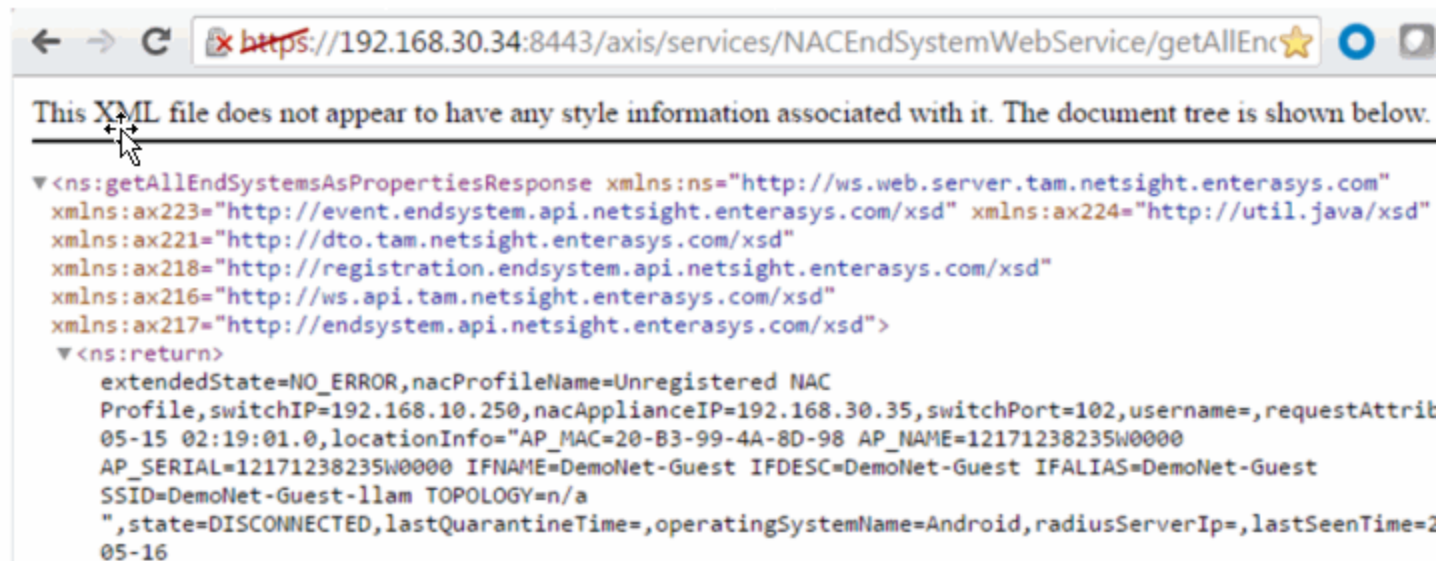 https://192.168.30.34:8443/axis/services/NACEndSystemWebService/getAllEnd
This XML file does not appear to have any style information associated with it. The document tree is shown below.
▼<ns:getAllEndSystemsAsPropertiesResponse xmlns:ns="http://ws.web.server.tam.netsight.enterasys.com"
xmlns:ax223="http://event.endsystem.api.netsight.enterasys.com/xsd" xmlns:ax224="http://util.java/xsd"
xmlns:ax221="http://dto.tam.netsight.enterasys.com/xsd"
xmlns:ax218="http://registration.endsystem.api.netsight.enterasys.com/xsd"
xmlns:ax216="http://ws.api.tam.netsight.enterasys.com/xsd"
xmlns:ax217="http://endsystem.api.netsight.enterasys.com/xsd">
▼<ns:return>
extendedState=NO_ERROR,nacProfileName=Unregistered NAC
Profile,switchIP=192.168.10.250,nacApplianceIP=192.168.30.35,switchPort=102,username=,requestAttrib
05-15 02:19:01.0,locationInfo="AP_MAC=20-B3-99-4A-8D-98 AP_NAME=12171238235W0000
AP_SERIAL=12171238235W0000 IFNAME=DemoNet-Guest IFDESC=DemoNet-Guest IFALIAS=DemoNet-Guest
SSID=DemoNet-Guest-llam TOPOLOGY=n/a
",state=DISCONNECTED,lastQuarantineTime=,operatingSystemName=Android,radiusServerIp=,lastSeenTime=2
05-16